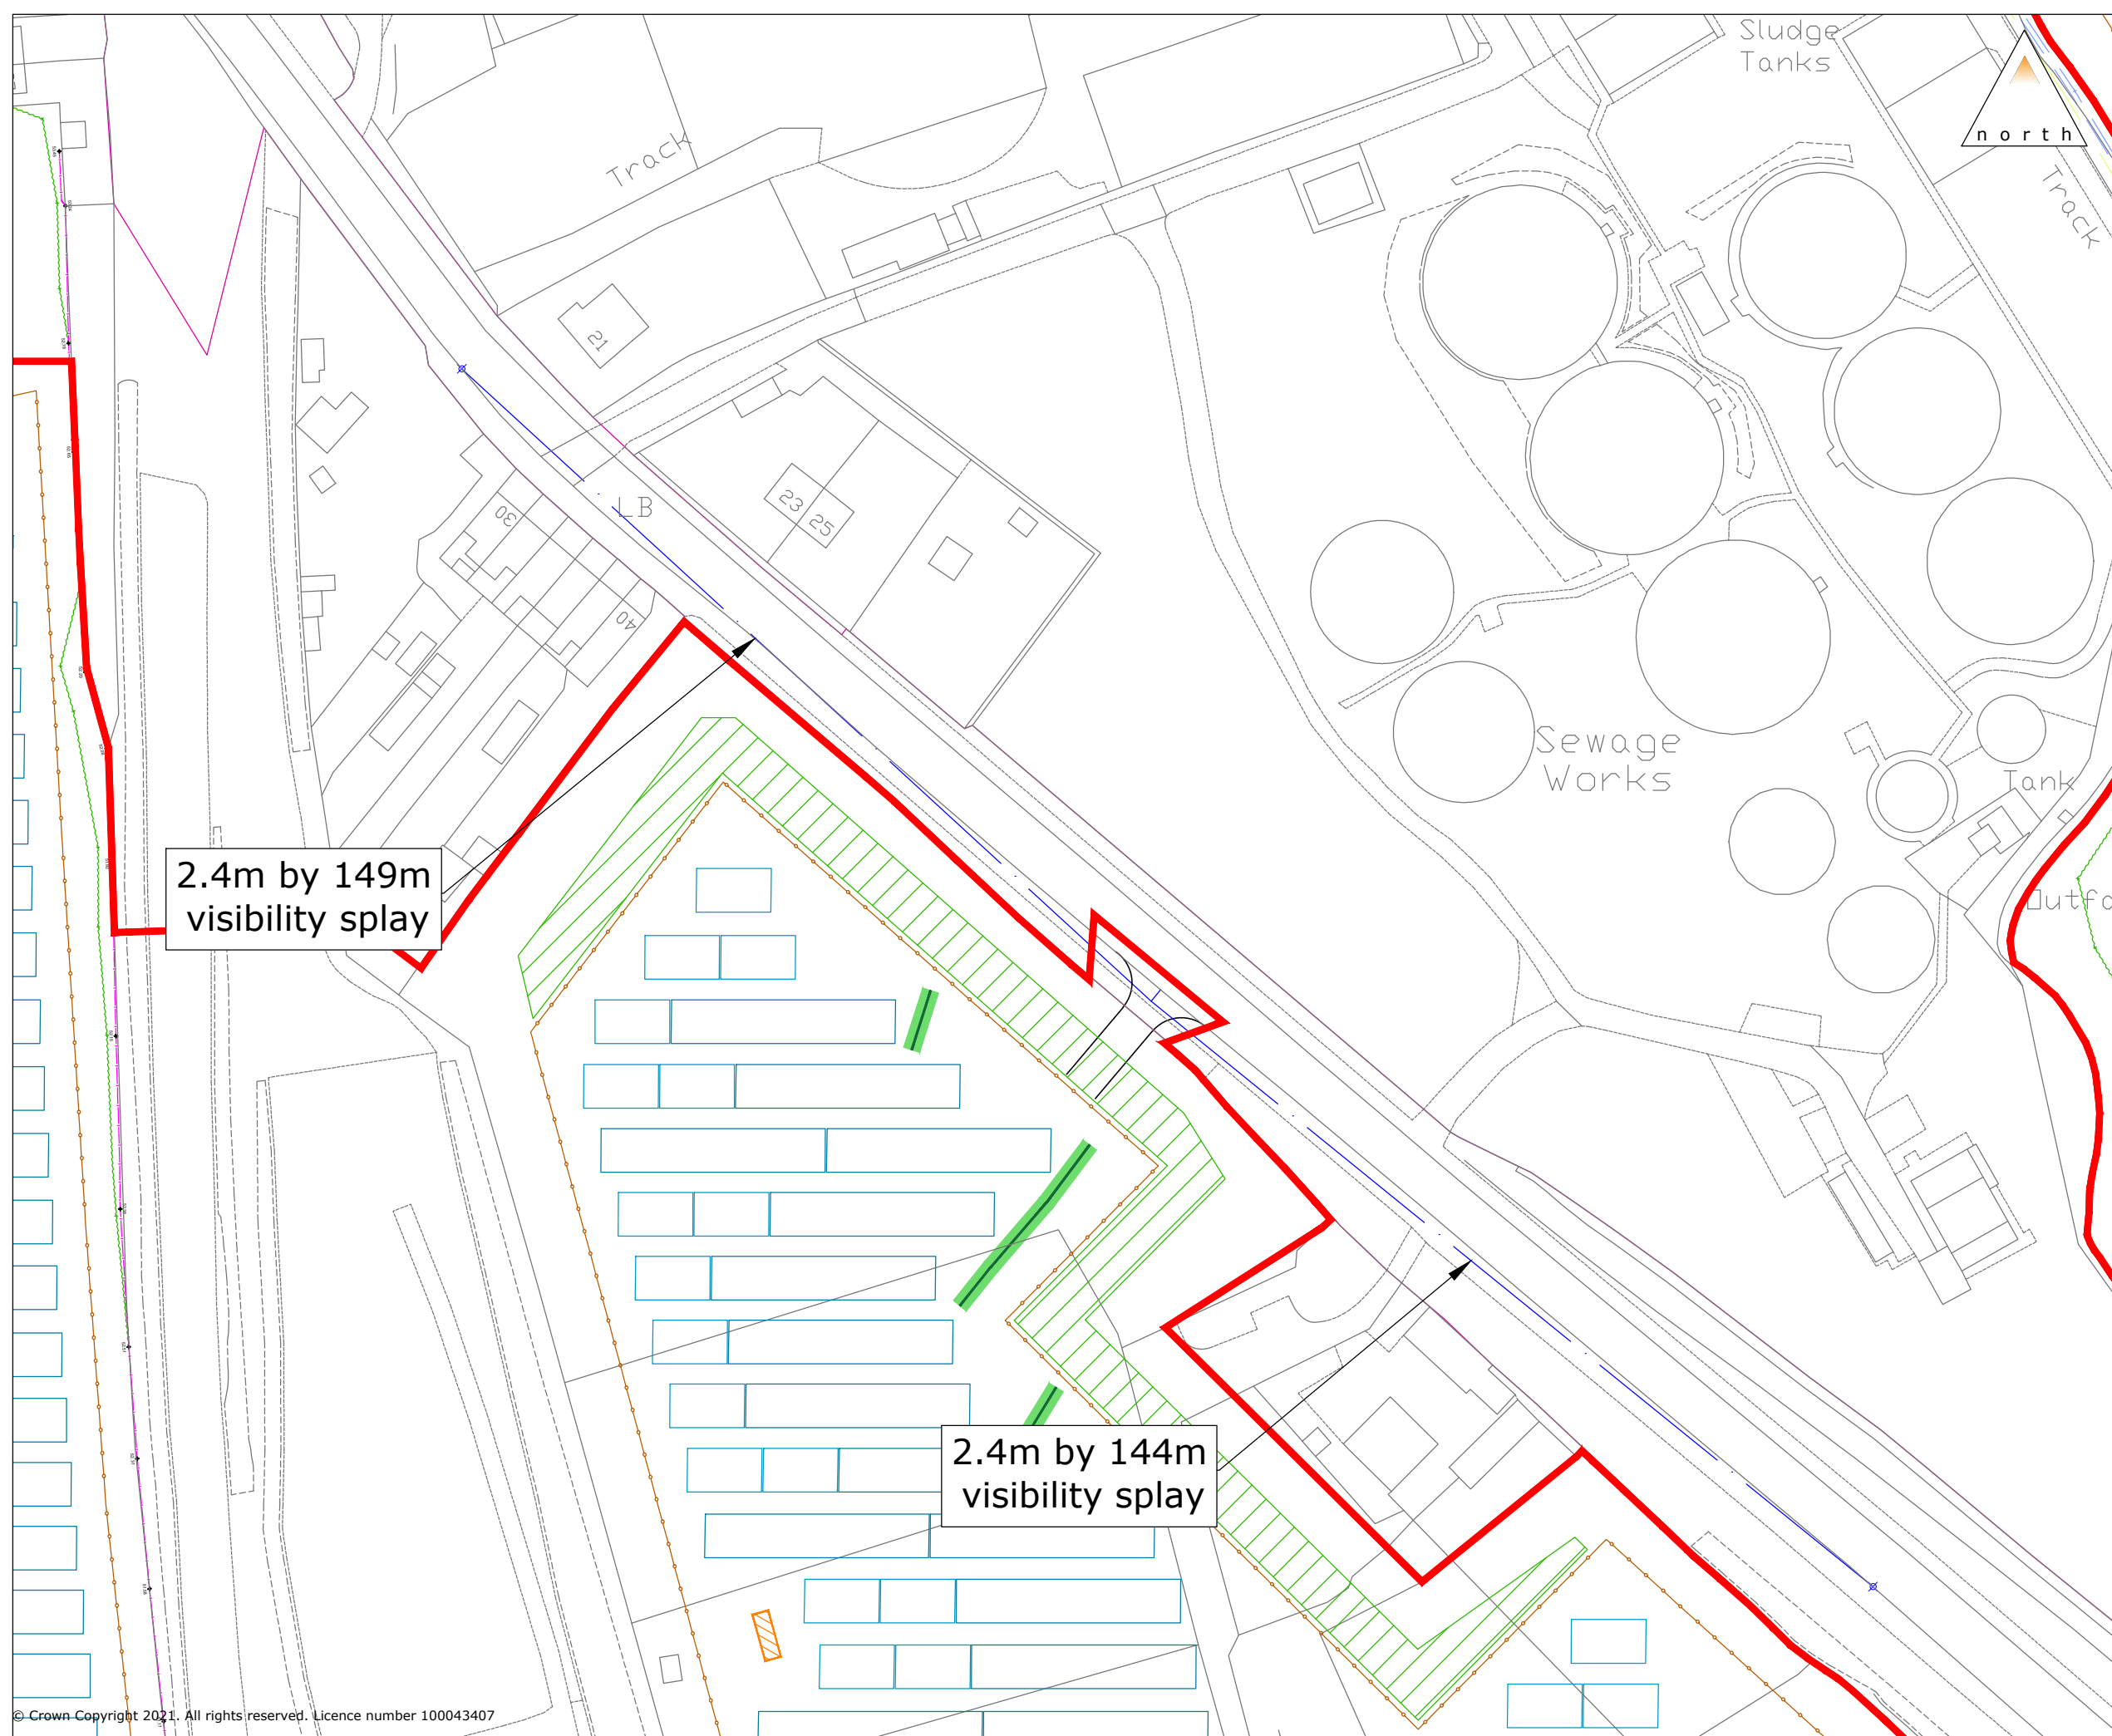 Sludge
Tanks
north
Track
Track
21
LB
23
25
30
40
Sewage
Works
Tank
2.4m by 149m
visibility splay
2.4m by 144m
visibility splay
© Crown Copyright 2021. All rights reserved. Licence number 100043407